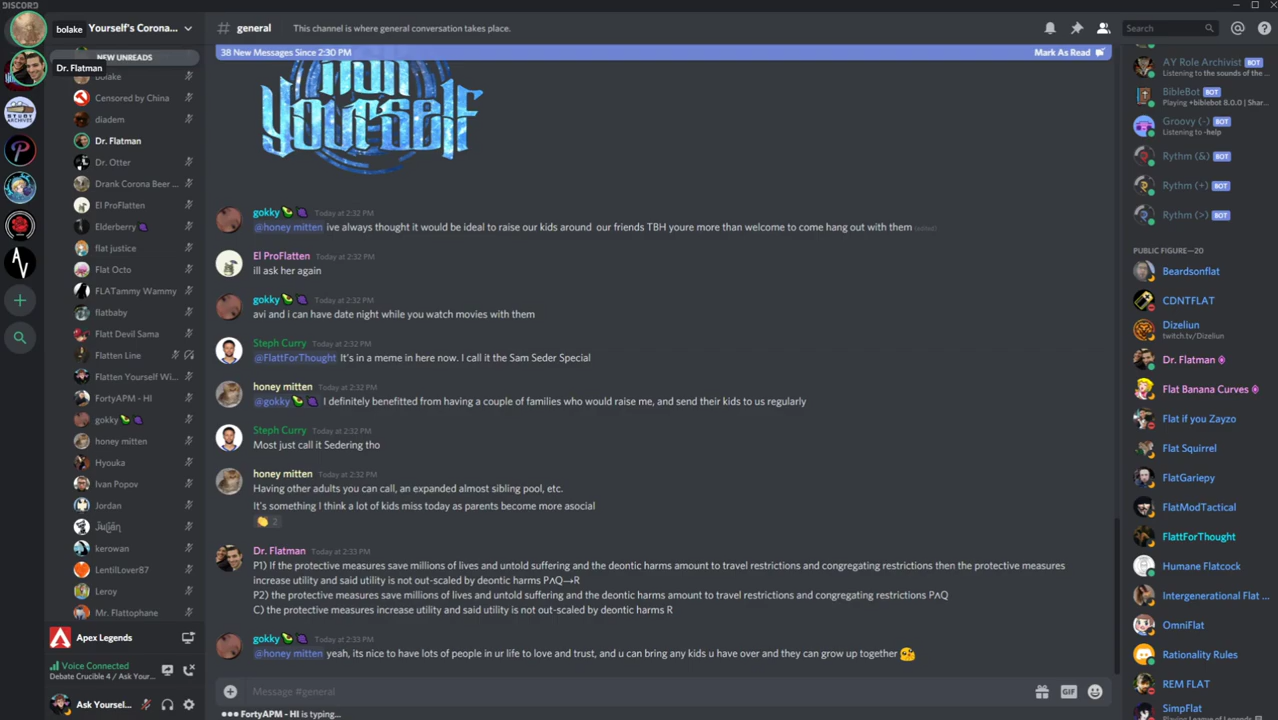 DISCORD
bolake
Yourself's Corona...
# general
This channel is where general conversation takes place.
Search
NEW UNREADS
38 New Messages Since 2:30 PM
Mark As Read
Dr. Flatman
bolake
Censored by China
diadem
Dr. Flatman
Dr. Otter
Drank Corona Beer ...
El ProFlatten
Elderberry
flat justice
Flat Octo
FLATammy Wammy
flatbaby
Flatt Devil Sama
Flatten Line
Flatten Yourself Wi...
FortyAPM - HI
gokky
honey mitten
Hyouka
Ivan Popov
Jordan
kerowan
LentilLover87
Leroy
Mr. Flattophane
Apex Legends
Voice Connected
Debate Crucible 4 / Ask Your...
Ask Yoursel...
STUDY
ARCHIVES
AV
YOURSELF
gokky Today at 2:32 PM
@honey mitten ive always thought it would be ideal to raise our kids around our friends TBH youre more than welcome to come hang out with them (edited)
El ProFlatten Today at 2:32 PM
ill ask her again
gokky Today at 2:32 PM
avi and i can have date night while you watch movies with them
Steph Curry Today at 2:32 PM
@FlattForThought It's in a meme in here now. I call it the Sam Seder Special
honey mitten Today at 2:32 PM
@gokky I definitely benefitted from having a couple of families who would raise me, and send their kids to us regularly
Steph Curry Today at 2:32 PM
Most just call it Sedering tho
honey mitten Today at 2:32 PM
Having other adults you can call, an expanded almost sibling pool, etc.
It's something I think a lot of kids miss today as parents become more asocial
2
Dr. Flatman Today at 2:33 PM
P1) If the protective measures save millions of lives and untold suffering and the deontic harms amount to travel restrictions and congregating restrictions then the protective measures
increase utility and said utility is not out-scaled by deontic harms P∧Q→R
P2) the protective measures save millions of lives and untold suffering and the deontic harms amount to travel restrictions and congregating restrictions P∧Q
C) the protective measures increase utility and said utility is not out-scaled by deontic harms R
gokky Today at 2:33 PM
@honey mitten yeah, its nice to have lots of people in ur life to love and trust, and u can bring any kids u have over and they can grow up together
Message #general
GIF
FortyAPM - HI is typing...
AY Role Archivist BOT
Listening to the sounds of the ...
BibleBot BOT
Playing +biblebot 8.0.0 | Shar...
Groovy (-) BOT
Listening to -help
Rythm (&) BOT
Rythm (+) BOT
Rythm (>) BOT
PUBLIC FIGURE—20
Beardsonflat
CDNTFLAT
Dizeliun
twitch.tv/Dizeliun
Dr. Flatman
Flat Banana Curves
Flat if you Zayzo
Flat Squirrel
FlatGariepy
FlatModTactical
FlattForThought
Humane Flatcock
Intergenerational Flat ...
OmniFlat
Rationality Rules
REM FLAT
SimpFlat
Playing League of Legends